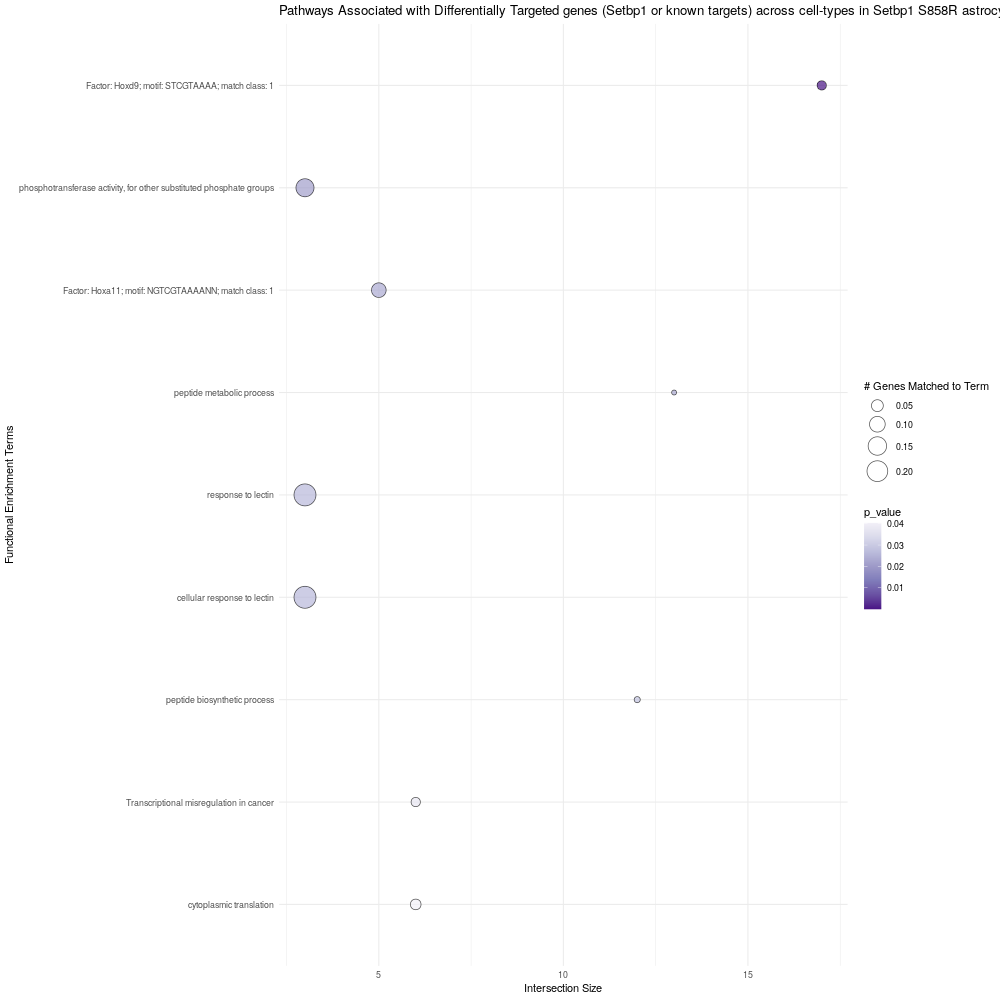 Pathways Associated with Differentially Targeted genes (Setbp1 or known targets) across cell-types in Setbp1 S858R
Factor: Hoxd9; motif: STCGTAAAA; match class: 1
phosphotransferase activity, for other substituted phosphate groups
Factor: Hoxa11; motif: NGTCGTAAAANN; match class: 1
peptide metabolic process
response to lectin
cellular response to lectin
peptide biosynthetic process
Transcriptional misregulation in cancer
cytoplasmic translation
Functional Enrichment Terms
5
10
15
Intersection Size
# Genes Matched to Term
0.05
0.10
0.15
0.20
p_value
0.04
0.03
0.02
0.01